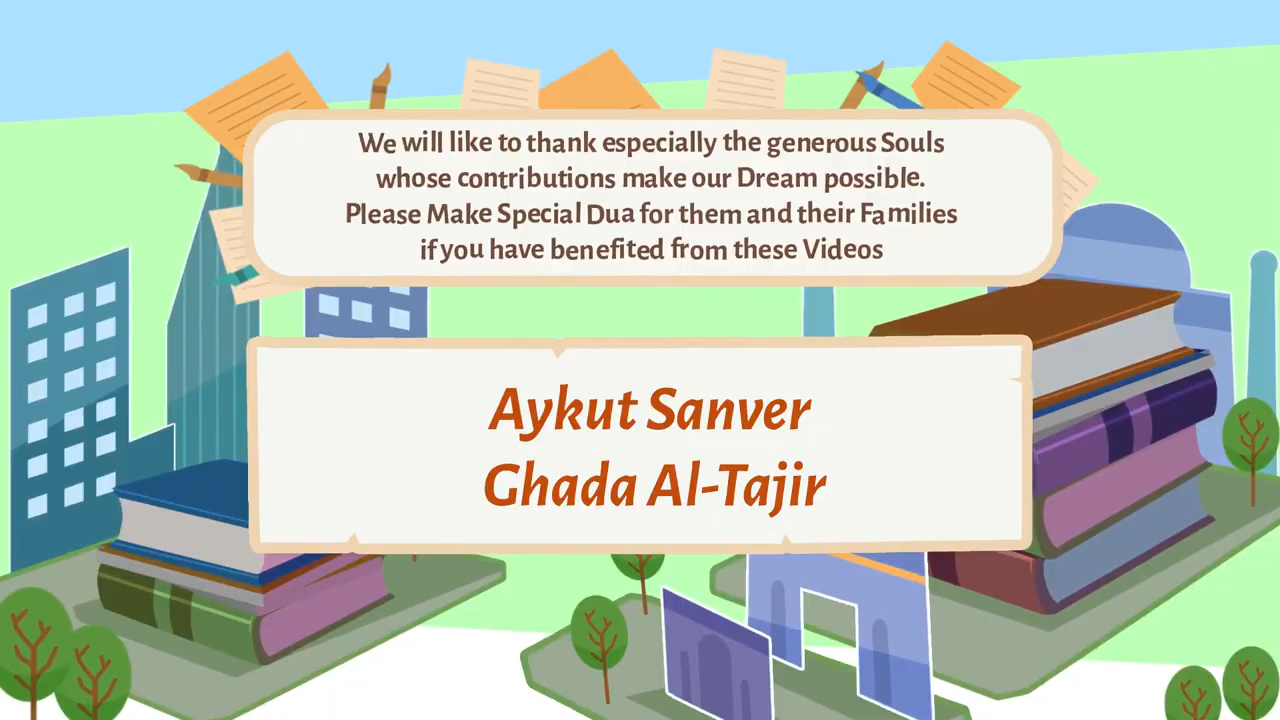 We will like to thank especially the generous Souls
whose contributions make our Dream possible.
Please Make Special Dua for them and their Families
if you have benefited from these Videos
Aykut Sanver
Ghada Al-Tajir